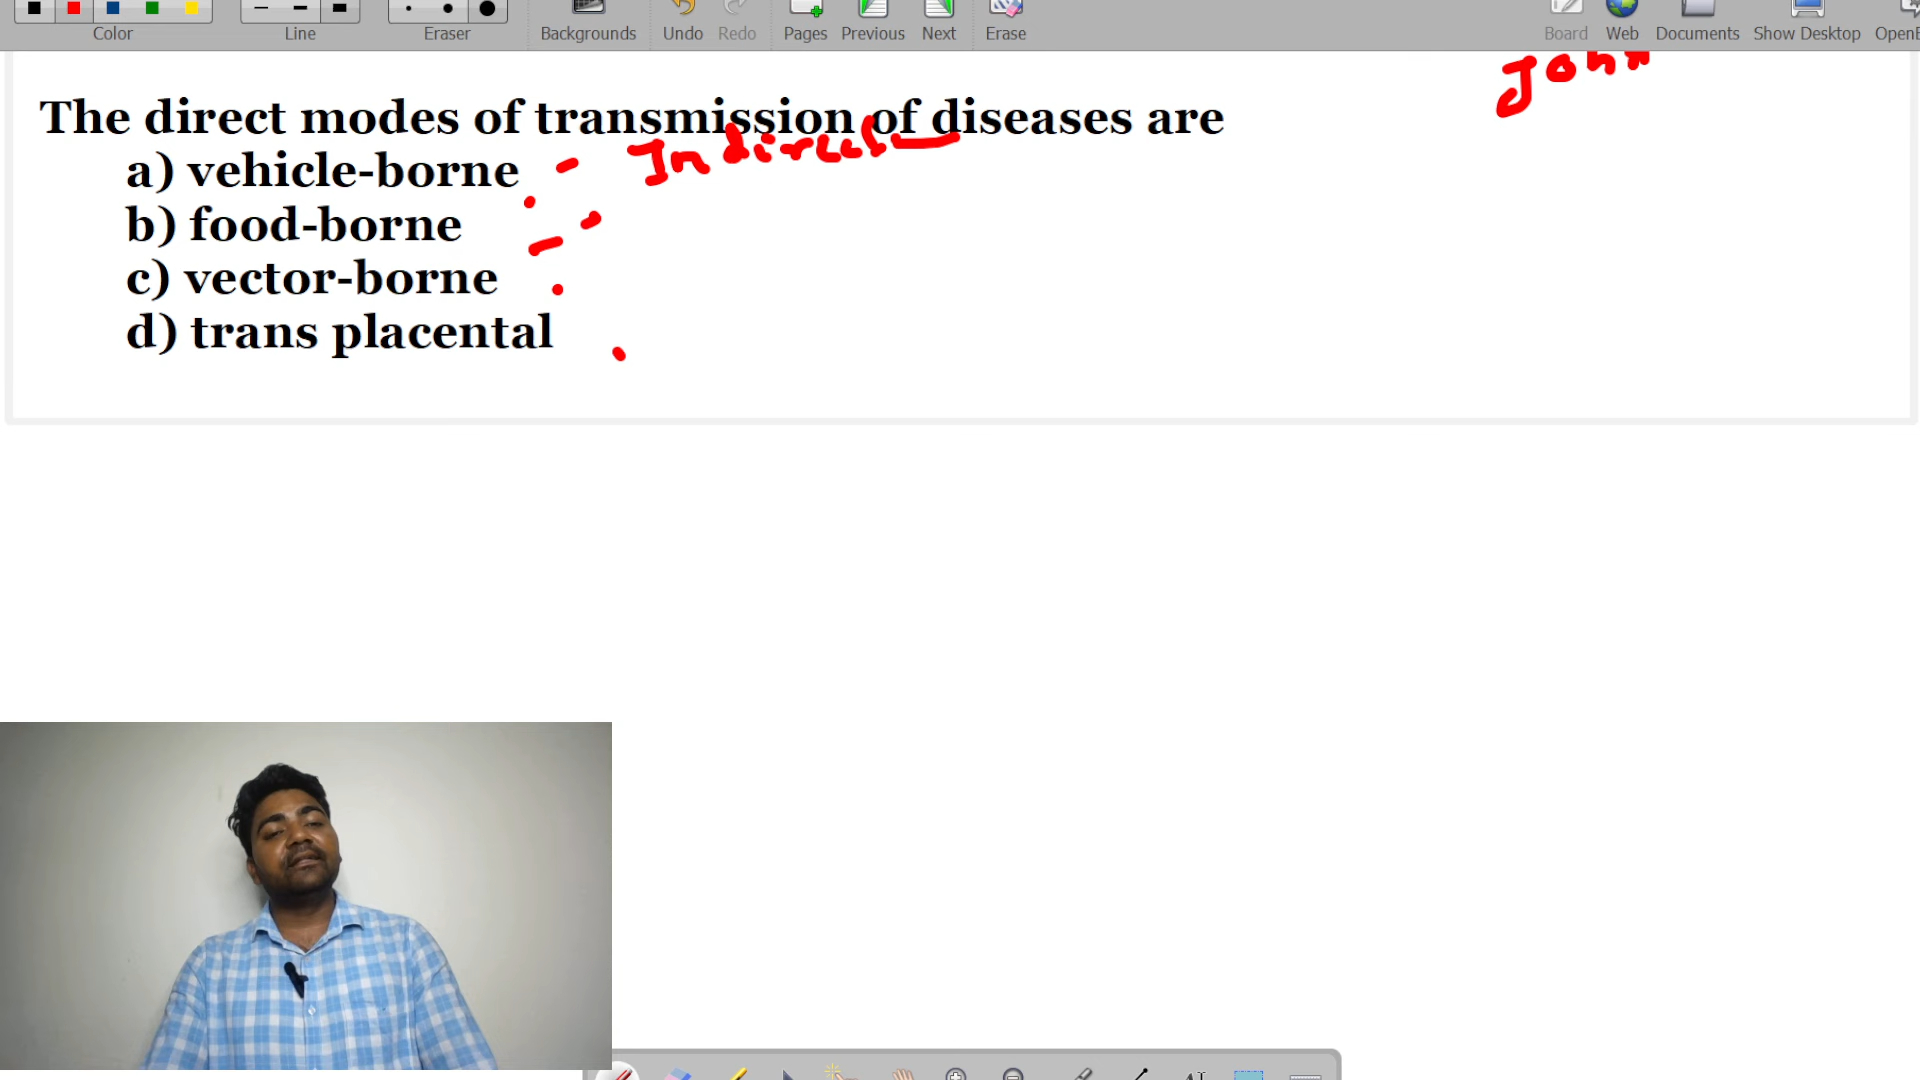 Color Line Eraser Backgrounds Undo Redo Pages Previous Next Erase Board Web Documents Show Desktop
John
The direct modes of transmission of diseases are
a) vehicle-borne - Indirect
b) food-borne
c) vector-borne
d) trans placental